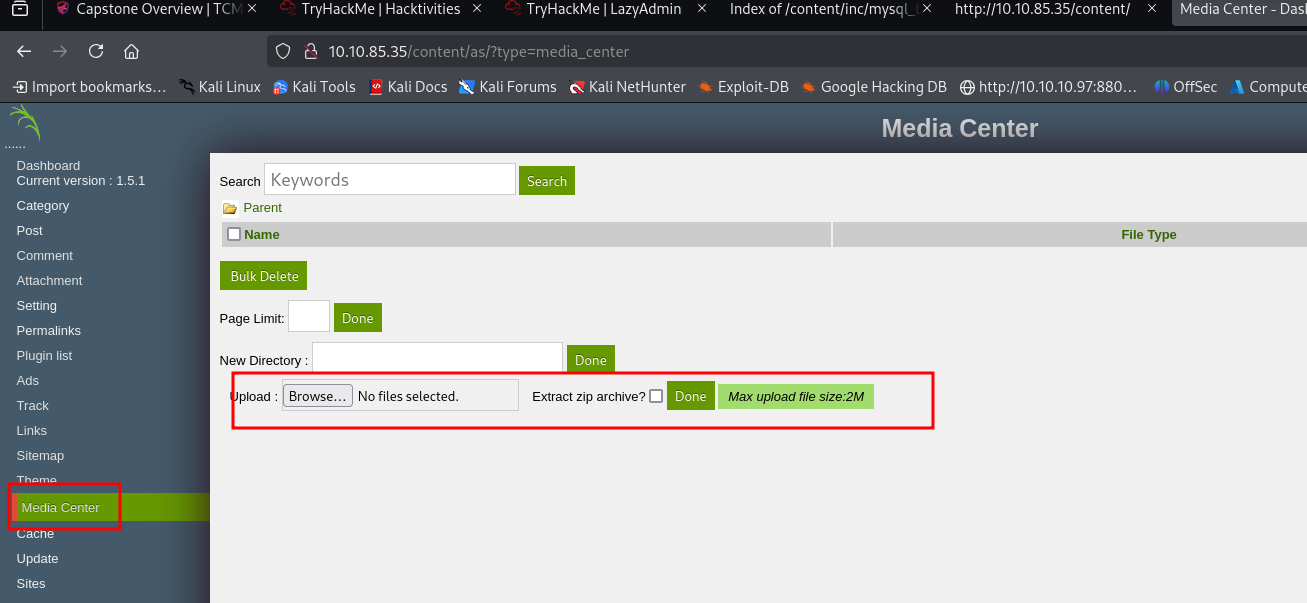 Capstone Overview | TCM × TryHackMe | Hacktivities × TryHackMe | LazyAdmin × Index of /content/inc/mysql_ × http://10.10.85.35/content/ × Media Center - Das
10.10.85.35/content/as/?type=media_center
Import bookmarks… Kali Linux Kali Tools Kali Docs Kali Forums Kali NetHunter Exploit-DB Google Hacking DB http://10.10.10.97:880… OffSec Compute
Media Center
......
Dashboard
Current version : 1.5.1
Category
Post
Comment
Attachment
Setting
Permalinks
Plugin list
Ads
Track
Links
Sitemap
Theme
Media Center
Cache
Update
Sites
Search Keywords Search
Parent
Name File Type
Bulk Delete
Page Limit: Done
New Directory : Done
Upload : Browse… No files selected. Extract zip archive? Done Max upload file size:2M